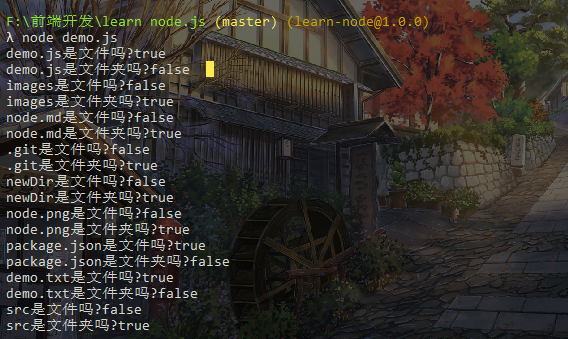 F:\前端开发\learn node.js (master) (learn-node@1.0.0)
λ node demo.js
demo.js是文件吗?true
demo.js是文件夹吗?false
images是文件吗?false
images是文件夹吗?true
node.md是文件吗?false
node.md是文件夹吗?true
.git是文件吗?false
.git是文件夹吗?true
newDir是文件吗?false
newDir是文件夹吗?true
node.png是文件吗?false
node.png是文件夹吗?true
package.json是文件吗?true
package.json是文件夹吗?false
demo.txt是文件吗?true
demo.txt是文件夹吗?false
src是文件吗?false
src是文件夹吗?true